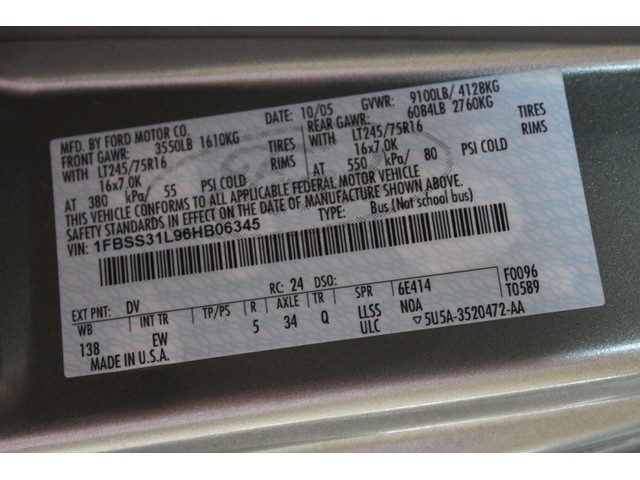 MFD. BY FORD MOTOR CO. DATE: 10/05 GVWR: 9100LB/ 4128KG
FRONT GAWR: 3550LB 1610KG REAR GAWR: 6084LB 2760KG
WITH LT245/75R16 TIRES WITH LT245/75R16 TIRES
16x7.0K RIMS 16x7.0K RIMS
AT 380 kPa/ 55 PSI COLD AT 550 kPa/ 80 PSI COLD
THIS VEHICLE CONFORMS TO ALL APPLICABLE FEDERAL MOTOR VEHICLE
SAFETY STANDARDS IN EFFECT ON THE DATE OF MANUFACTURE SHOWN ABOVE.
VIN: 1FBSS31L96HB06345 TYPE: Bus (Not school bus)
EXT PNT: DV RC: 24 DSO: F0096
WB INT TR TP/PS R AXLE TR SPR 6E414 T0589
138 EW 5 34 Q LLSS N0A
MADE IN U.S.A. ULC ▽5U5A-3520472-AA